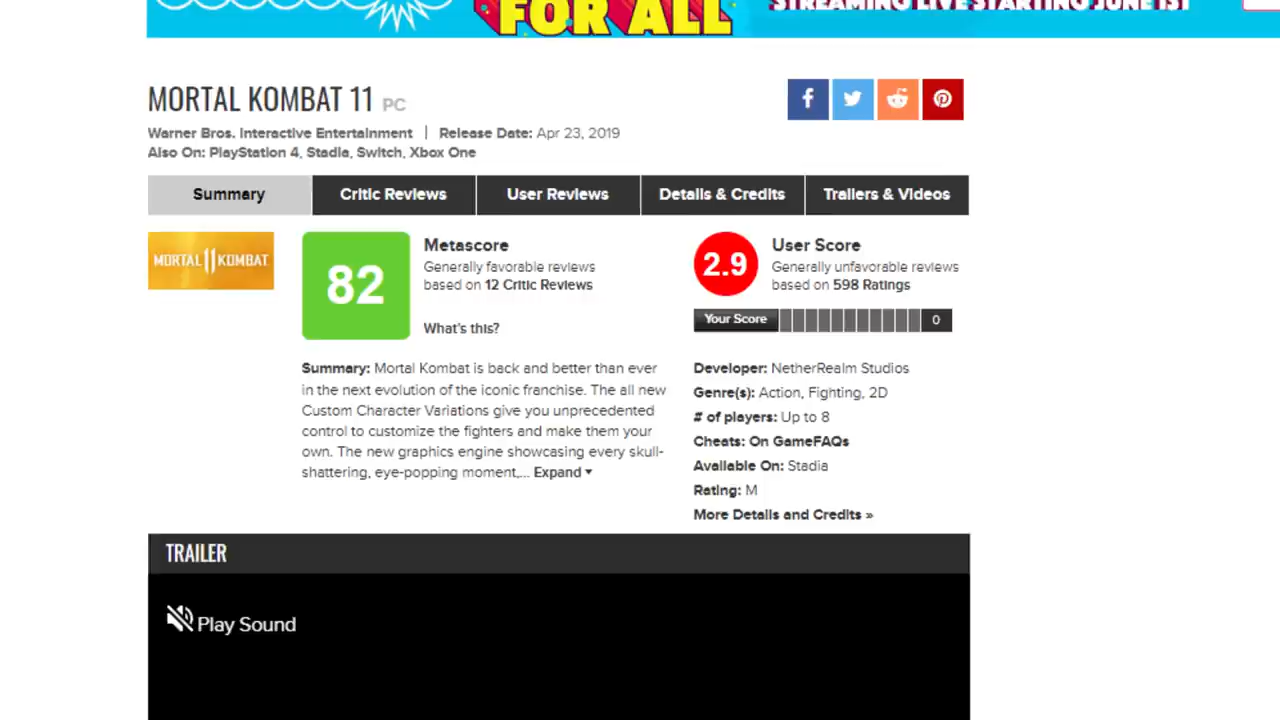 FOR ALL
STREAMING LIVE STARTING JUNE 1ST
MORTAL KOMBAT 11 PC
Warner Bros. Interactive Entertainment | Release Date: Apr 23, 2019
Also On: PlayStation 4, Stadia, Switch, Xbox One
Summary Critic Reviews User Reviews Details & Credits Trailers & Videos
MORTAL 11 KOMBAT
82
Metascore
Generally favorable reviews
based on 12 Critic Reviews
What's this?
2.9
User Score
Generally unfavorable reviews
based on 598 Ratings
Your Score 0
Summary: Mortal Kombat is back and better than ever
in the next evolution of the iconic franchise. The all new
Custom Character Variations give you unprecedented
control to customize the fighters and make them your
own. The new graphics engine showcasing every skull-
shattering, eye-popping moment,... Expand
Developer: NetherRealm Studios
Genre(s): Action, Fighting, 2D
# of players: Up to 8
Cheats: On GameFAQs
Available On: Stadia
Rating: M
More Details and Credits »
TRAILER
Play Sound